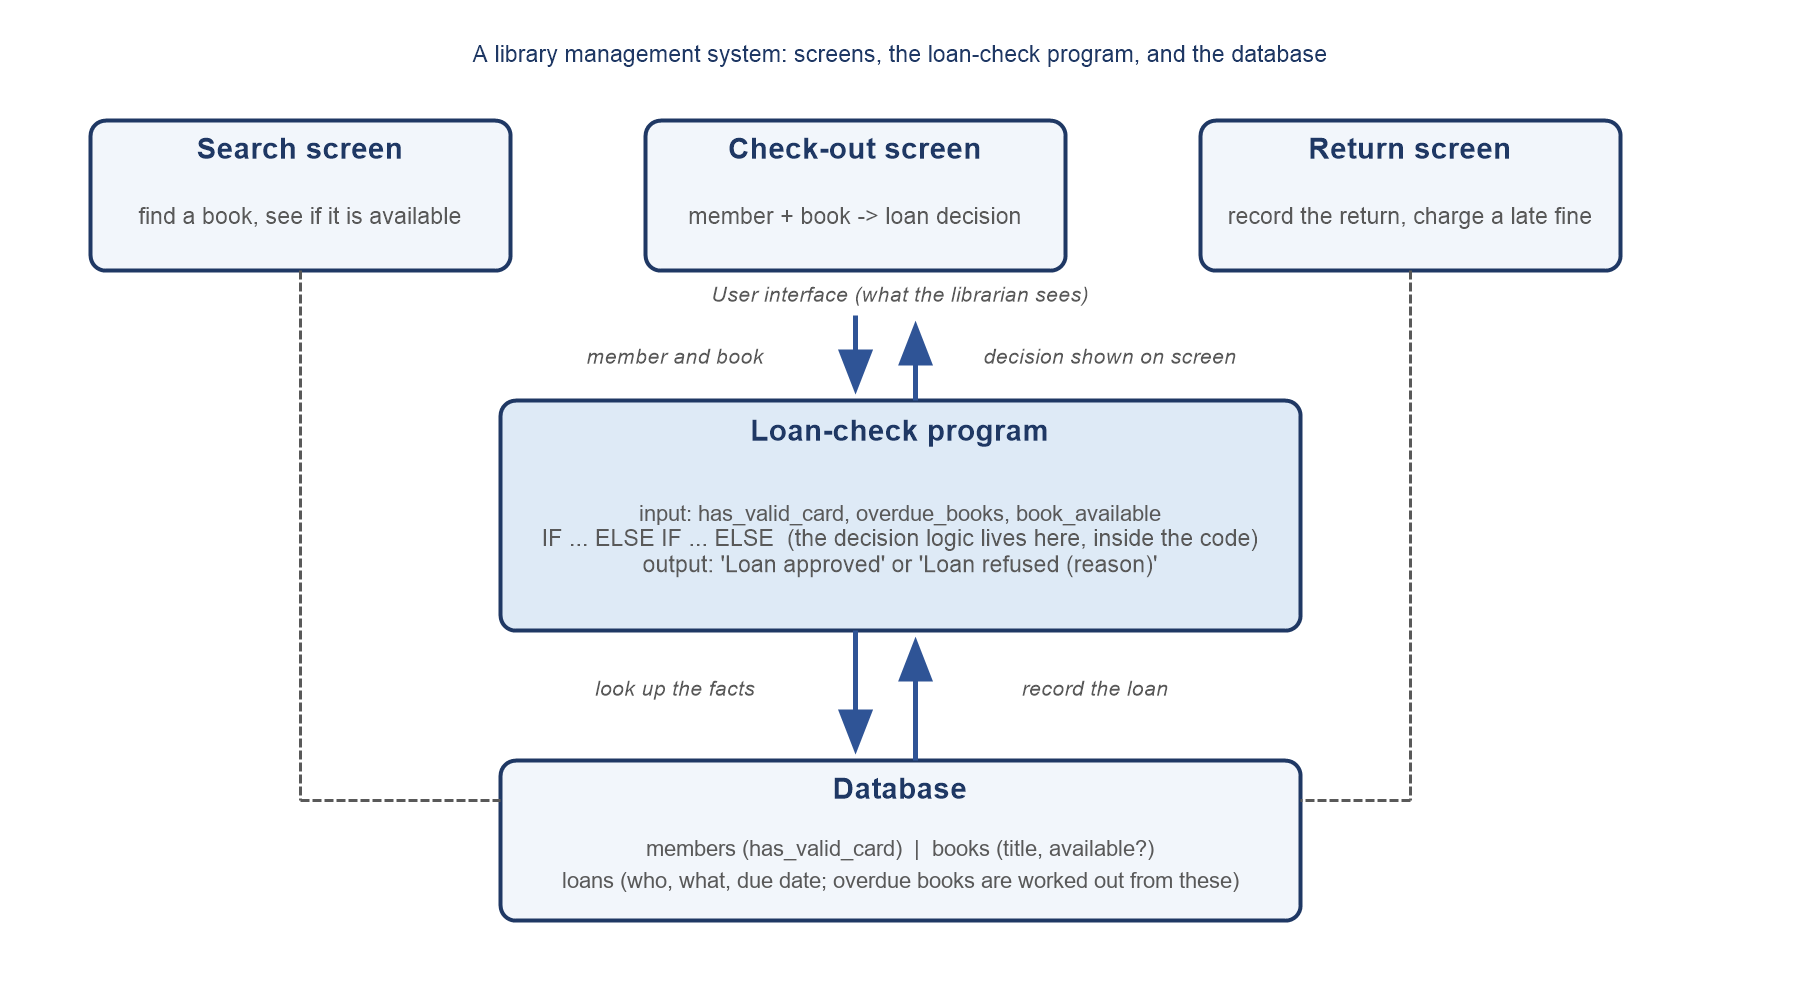 A library management system: screens, the loan-check program, and the database
Search screen
find a book, see if it is available
Check-out screen
member + book -> loan decision
Return screen
record the return, charge a late fine
User interface (what the librarian sees)
member and book
decision shown on screen
Loan-check program
input: has_valid_card, overdue_books, book_available
IF ... ELSE IF ... ELSE  (the decision logic lives here, inside the code)
output: 'Loan approved' or 'Loan refused (reason)'
look up the facts
record the loan
Database
members (has_valid_card)  |  books (title, available?)
loans (who, what, due date; overdue books are worked out from these)